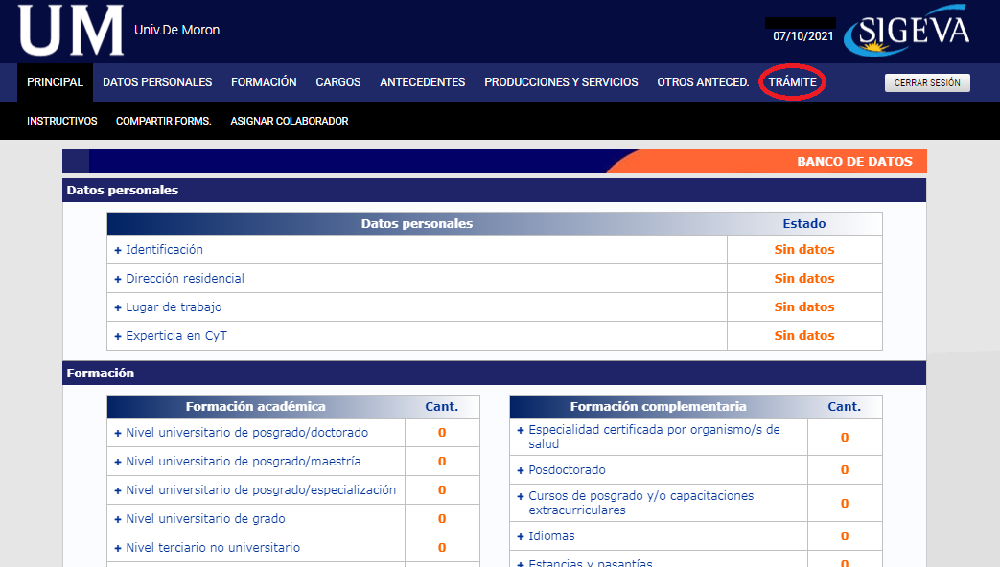 UM Univ.De Moron
07/10/2021
SIGEVA
PRINCIPAL DATOS PERSONALES FORMACIÓN CARGOS ANTECEDENTES PRODUCCIONES Y SERVICIOS OTROS ANTECED. TRÁMITE CERRAR SESIÓN
INSTRUCTIVOS COMPARTIR FORMS. ASIGNAR COLABORADOR
BANCO DE DATOS
Datos personales
Datos personales Estado
+ Identificación Sin datos
+ Dirección residencial Sin datos
+ Lugar de trabajo Sin datos
+ Experticia en CyT Sin datos
Formación
Formación académica Cant.
+ Nivel universitario de posgrado/doctorado 0
+ Nivel universitario de posgrado/maestría 0
+ Nivel universitario de posgrado/especialización 0
+ Nivel universitario de grado 0
+ Nivel terciario no universitario 0
Formación complementaria Cant.
+ Especialidad certificada por organismo/s de
salud 0
+ Posdoctorado 0
+ Cursos de posgrado y/o capacitaciones
extracurriculares 0
+ Idiomas 0
+ Estancias y pasantías 0